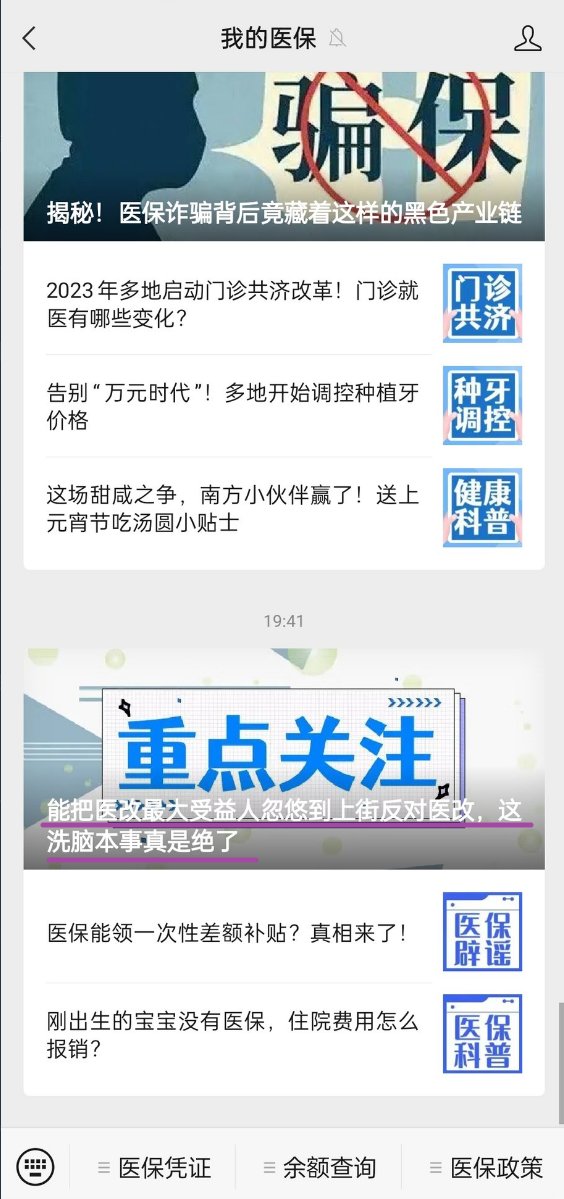 我的医保
骗保
揭秘！医保诈骗背后竟藏着这样的黑色产业链
2023年多地启动门诊共济改革！门诊就
医有哪些变化？
门诊
共济
告别“万元时代”！多地开始调控种植牙
价格
种牙
调控
这场甜咸之争，南方小伙伴赢了！送上
元宵节吃汤圆小贴士
健康
科普
19:41
重点关注
能把医改最大受益人忽悠到上街反对医改，这
洗脑本事真是绝了
医保能领一次性差额补贴？真相来了！
医保
辟谣
刚出生的宝宝没有医保，住院费用怎么
报销？
医保
科普
医保凭证
余额查询
医保政策